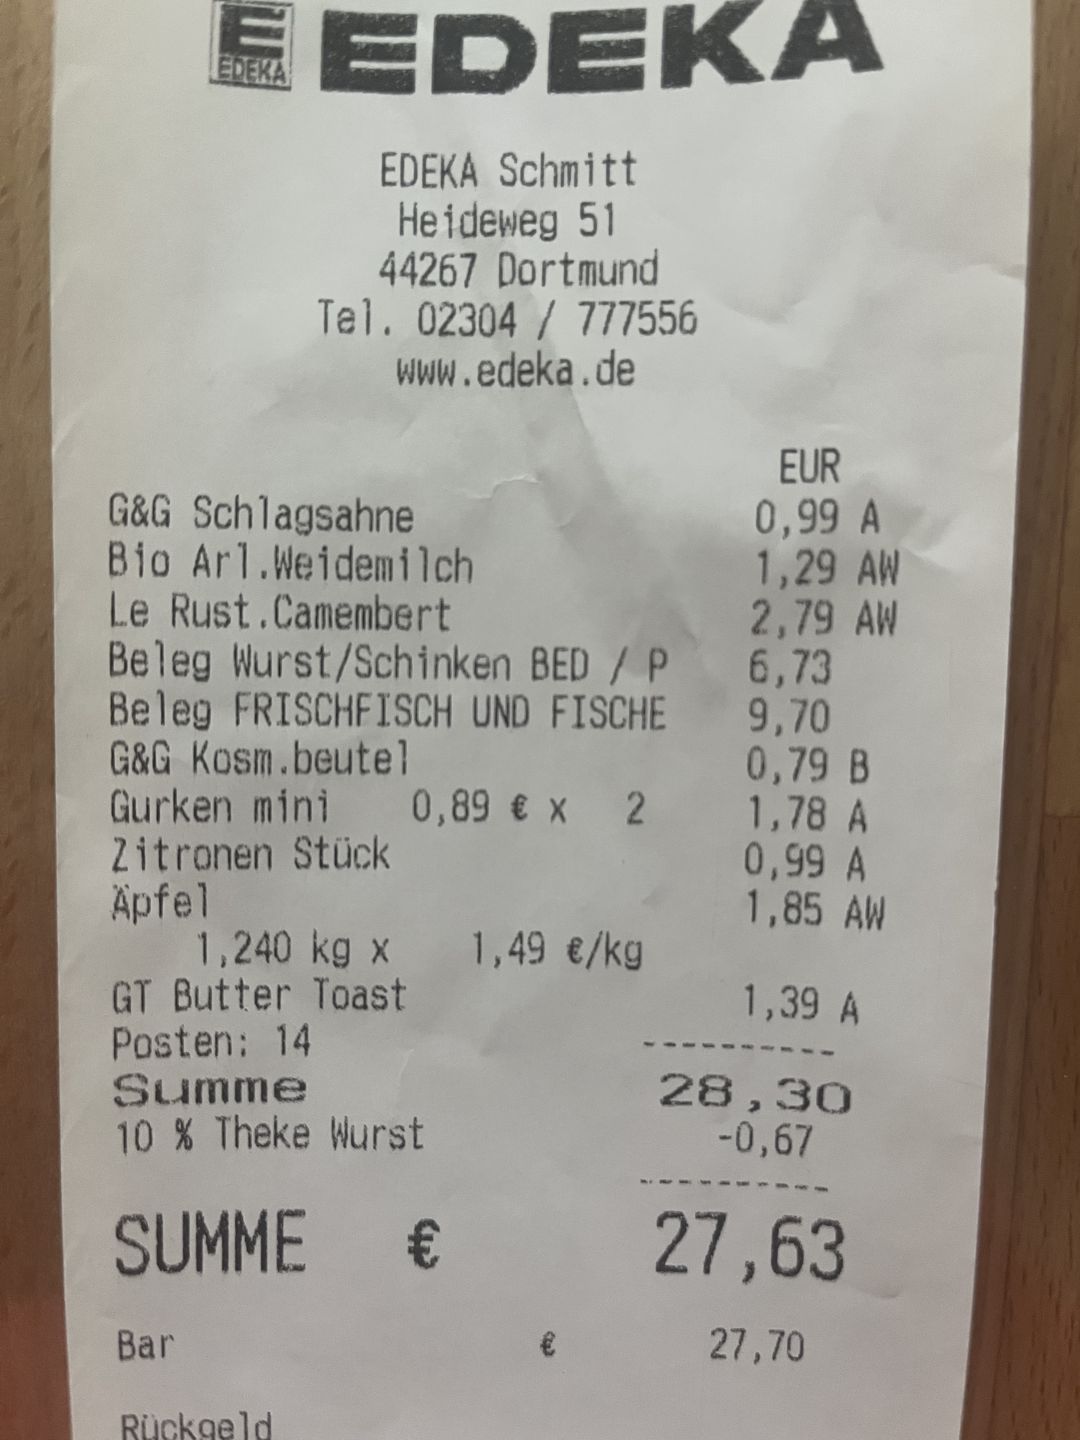 EDEKA
E EDEKA
EDEKA Schmitt
Heideweg 51
44267 Dortmund
Tel. 02304 / 777556
www.edeka.de
EUR
G&G Schlagsahne 0,99 A
Bio Arl.Weidemilch 1,29 AW
Le Rust.Camembert 2,79 AW
Beleg Wurst/Schinken BED / P 6,73
Beleg FRISCHFISCH UND FISCHE 9,70
G&G Kosm.beutel 0,79 B
Gurken mini 0,89 € x 2 1,78 A
Zitronen Stück 0,99 A
Äpfel 1,85 AW
1,240 kg x 1,49 €/kg
GT Butter Toast 1,39 A
Posten: 14
Summe 28,30
10 % Theke Wurst -0,67
SUMME € 27,63
Bar € 27,70
Rückgeld